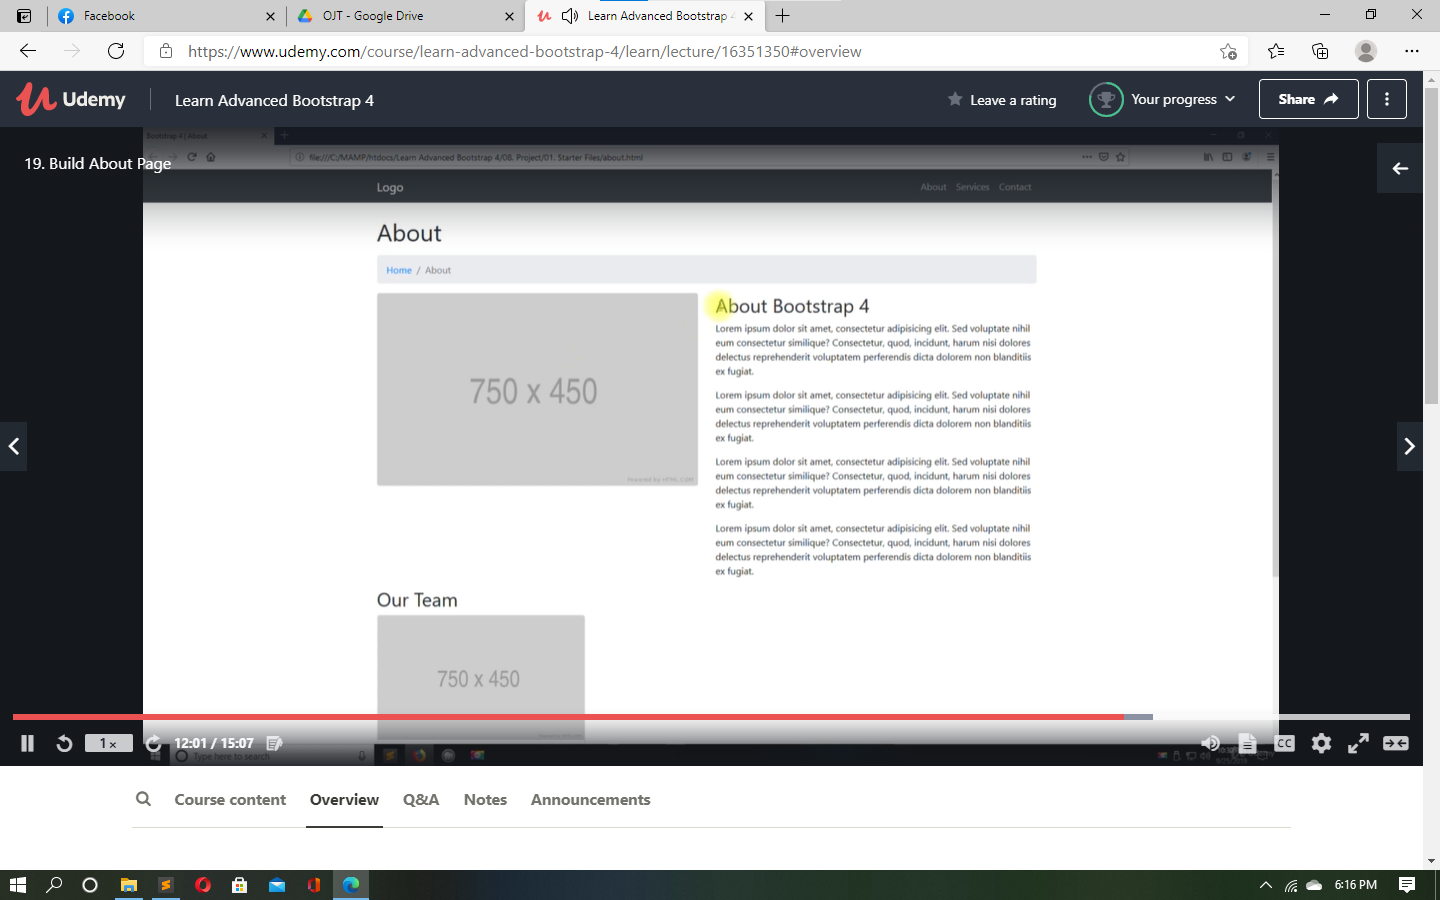 Facebook
OJT - Google Drive
Learn Advanced Bootstrap 4
https://www.udemy.com/course/learn-advanced-bootstrap-4/learn/lecture/16351350#overview
Udemy
Learn Advanced Bootstrap 4
Leave a rating
Your progress
Share
Bootstrap 4 | About
19. Build About Page
file:///C:/MAMP/htdocs/Learn Advanced Bootstrap 4/08. Project/01. Starter Files/about.html
Logo
About Services Contact
About
Home / About
750 x 450
Powered by HTML.COM
About Bootstrap 4
Lorem ipsum dolor sit amet, consectetur adipisicing elit. Sed voluptate nihil
eum consectetur similique? Consectetur, quod, incidunt, harum nisi dolores
delectus reprehenderit voluptatem perferendis dicta dolorem non blanditiis
ex fugiat.
Lorem ipsum dolor sit amet, consectetur adipisicing elit. Sed voluptate nihil
eum consectetur similique? Consectetur, quod, incidunt, harum nisi dolores
delectus reprehenderit voluptatem perferendis dicta dolorem non blanditiis
ex fugiat.
Lorem ipsum dolor sit amet, consectetur adipisicing elit. Sed voluptate nihil
eum consectetur similique? Consectetur, quod, incidunt, harum nisi dolores
delectus reprehenderit voluptatem perferendis dicta dolorem non blanditiis
ex fugiat.
Lorem ipsum dolor sit amet, consectetur adipisicing elit. Sed voluptate nihil
eum consectetur similique? Consectetur, quod, incidunt, harum nisi dolores
delectus reprehenderit voluptatem perferendis dicta dolorem non blanditiis
ex fugiat.
Our Team
750 x 450
1x
12:01 / 15:07
CC
Type here to search
Course content
Overview
Q&A
Notes
Announcements
6:16 PM